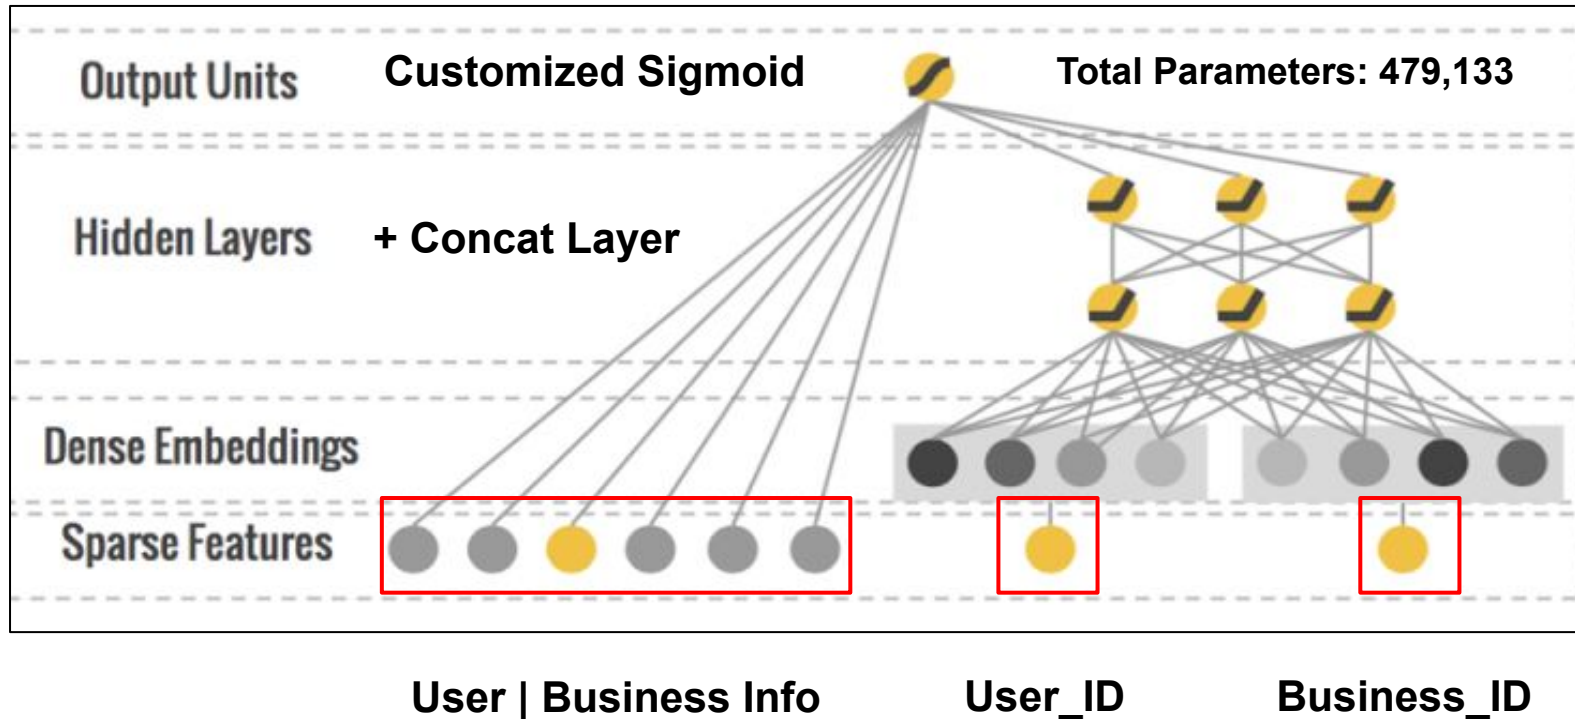 Output Units Customized Sigmoid Total Parameters: 479,133
Hidden Layers + Concat Layer
Dense Embeddings
Sparse Features
User | Business Info User_ID Business_ID